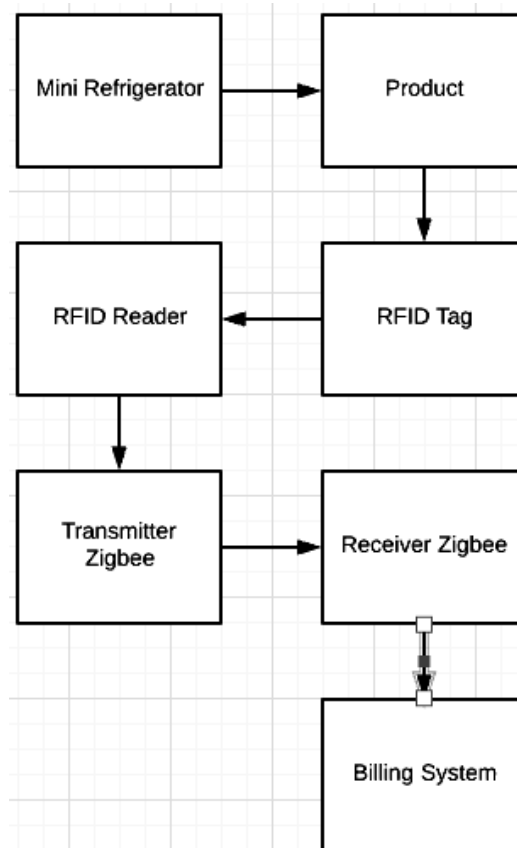 Mini Refrigerator
Product
RFID Reader
RFID Tag
Transmitter
Zigbee
Receiver Zigbee
Billing System